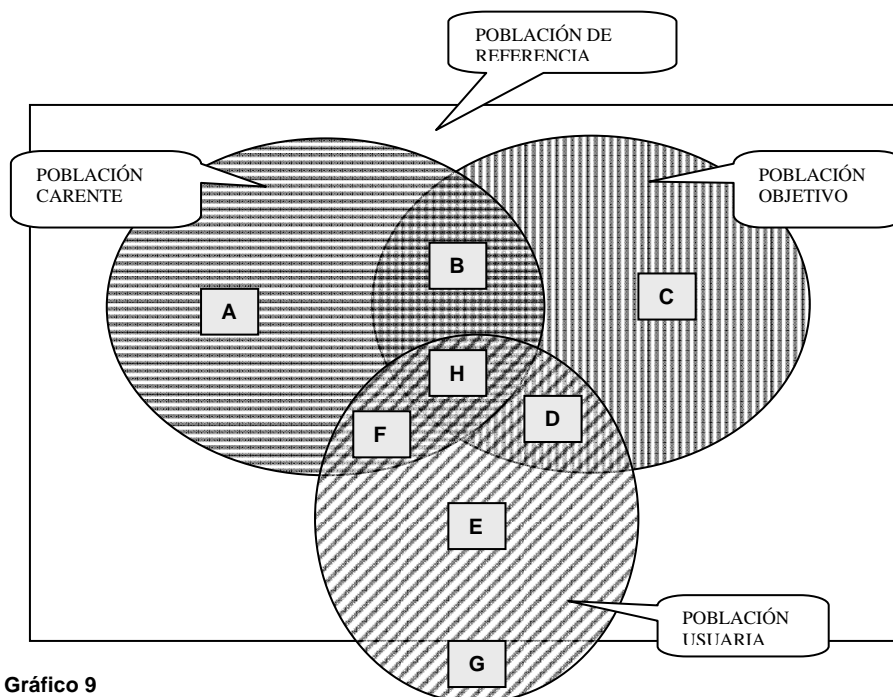 POBLACIÓN DE
REFERENCIA
POBLACIÓN
CARENTE
POBLACIÓN
OBJETIVO
B
A
C
H
F
D
E
POBLACIÓN
USUARIA
G
Gráfico 9